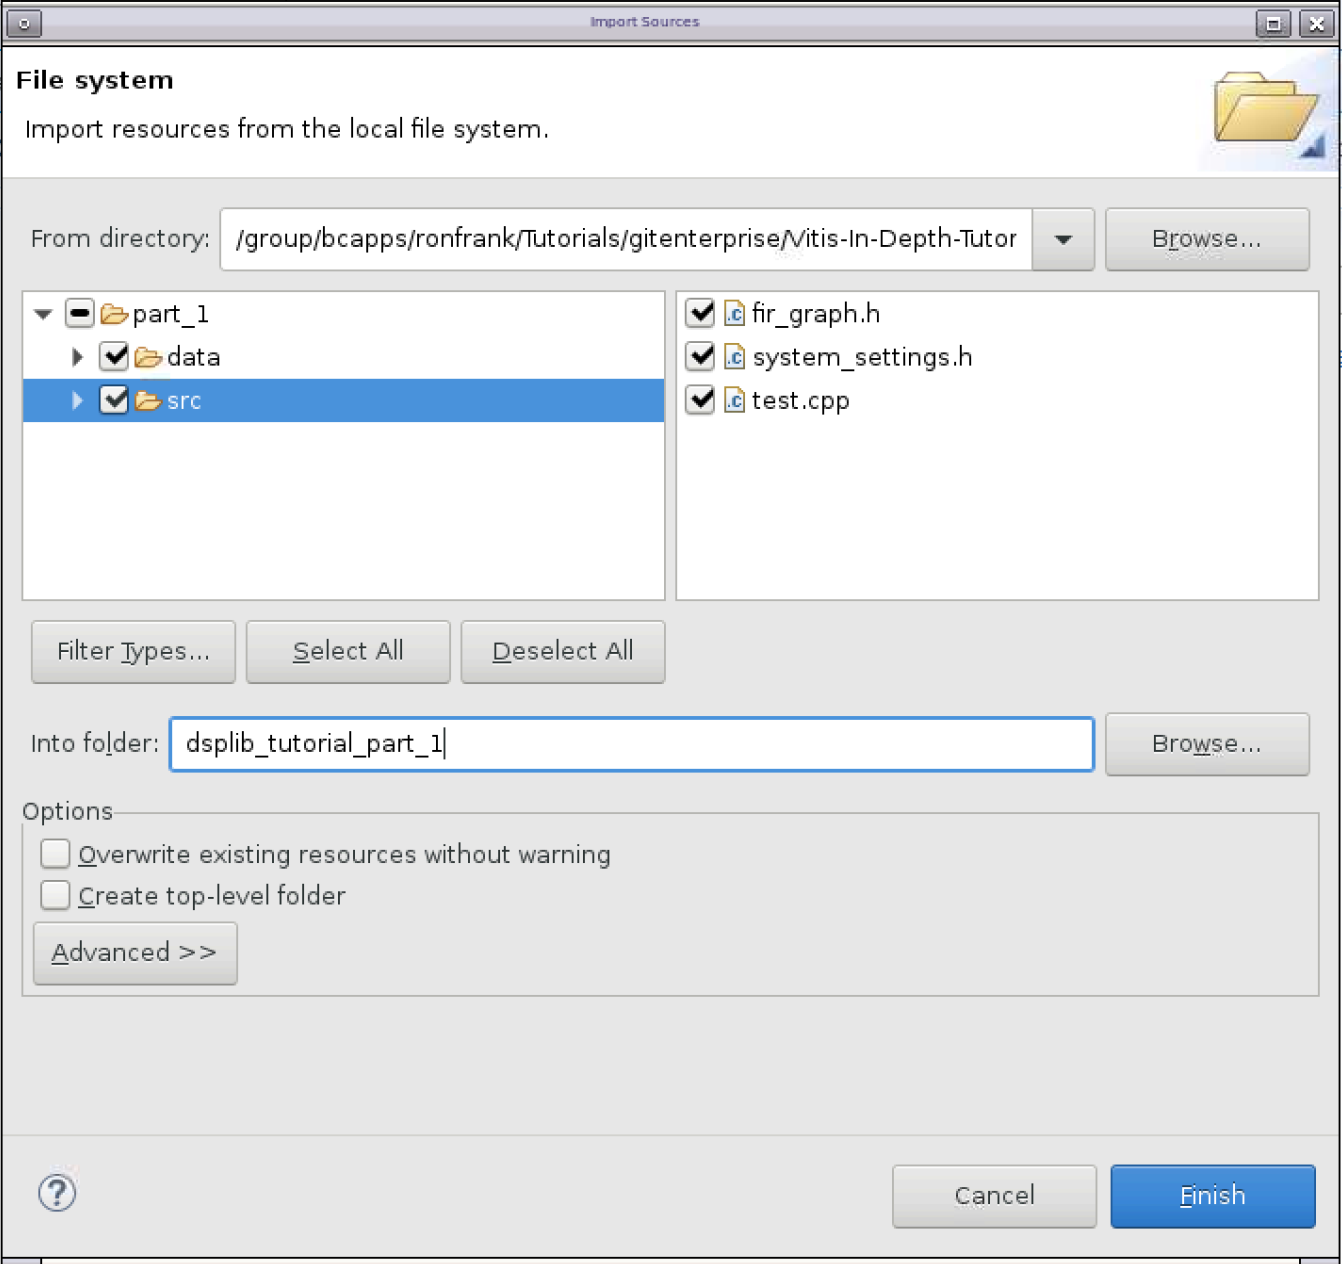 Import Sources
File system
Import resources from the local file system.
From directory: /group/bcapps/ronfrank/Tutorials/gitenterprise/Vitis-In-Depth-Tutor Browse...
part_1
data
src
fir_graph.h
system_settings.h
test.cpp
Filter Types... Select All Deselect All
Into folder: dsplib_tutorial_part_1 Browse...
Options
Overwrite existing resources without warning
Create top-level folder
Advanced >>
Cancel Finish